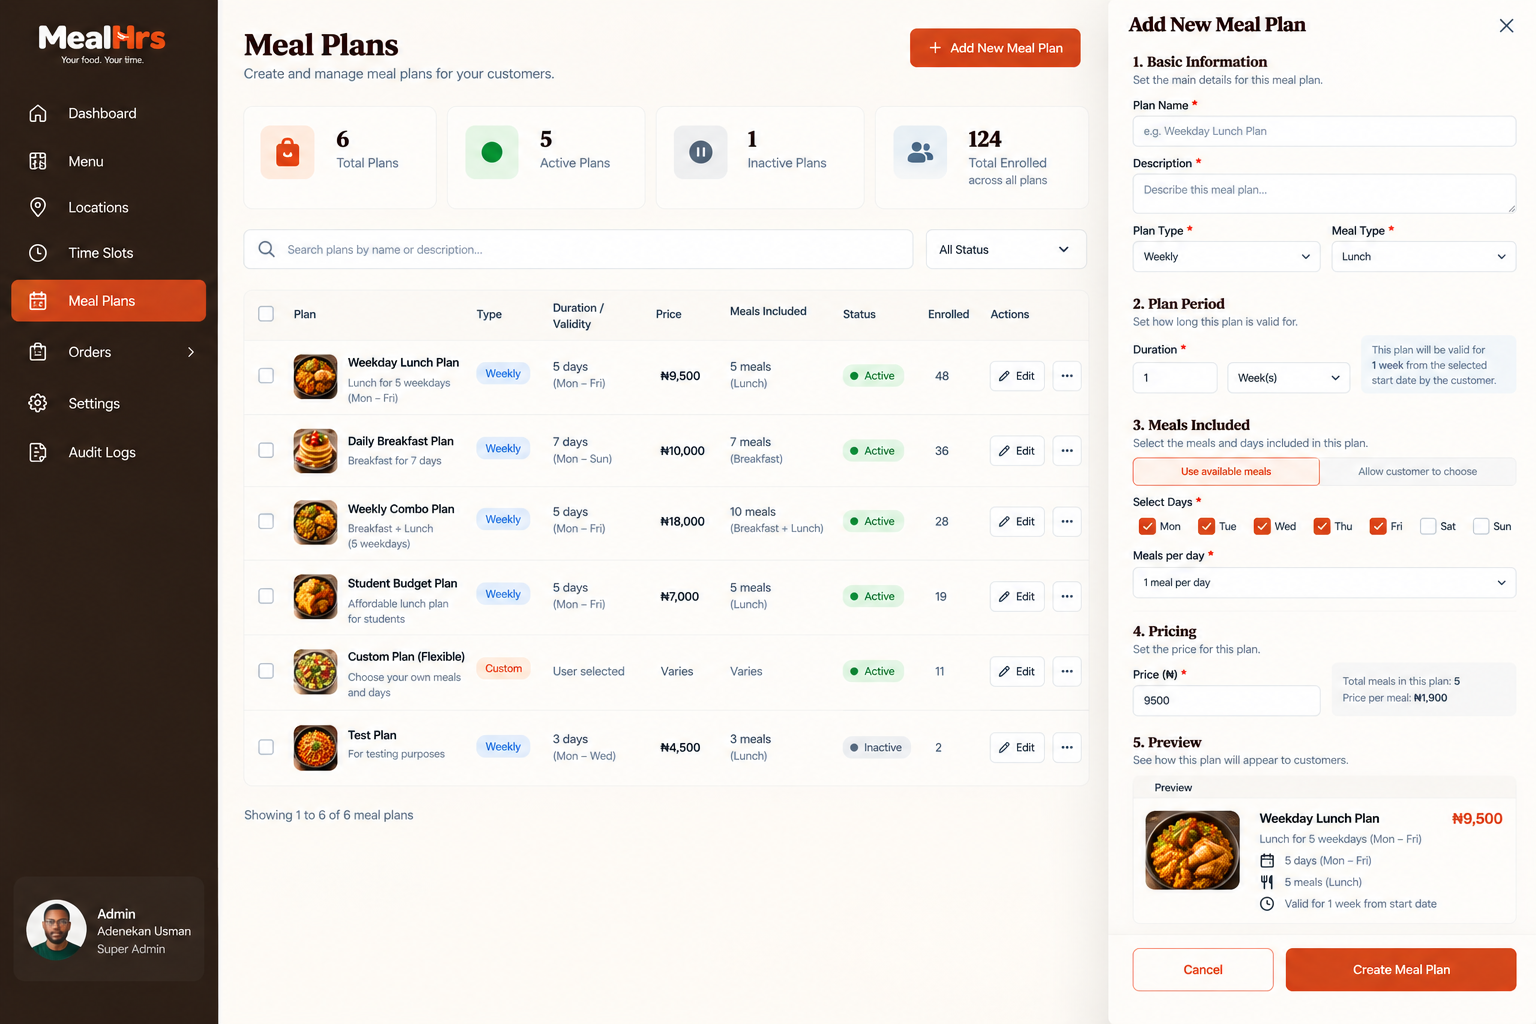 MealHrs
Your food. Your time.
Dashboard
Menu
Locations
Time Slots
Meal Plans
Orders
Settings
Audit Logs
Admin
Adenekan Usman
Super Admin
Meal Plans
Create and manage meal plans for your customers.
+ Add New Meal Plan
6
Total Plans
5
Active Plans
1
Inactive Plans
124
Total Enrolled
across all plans
Search plans by name or description...
All Status
Plan Type Duration / Validity Price Meals Included Status Enrolled Actions
Weekday Lunch Plan
Lunch for 5 weekdays
(Mon – Fri)
Weekly
5 days
(Mon – Fri)
₦9,500
5 meals
(Lunch)
Active
48
Edit
Daily Breakfast Plan
Breakfast for 7 days
Weekly
7 days
(Mon – Sun)
₦10,000
7 meals
(Breakfast)
Active
36
Edit
Weekly Combo Plan
Breakfast + Lunch
(5 weekdays)
Weekly
5 days
(Mon – Fri)
₦18,000
10 meals
(Breakfast + Lunch)
Active
28
Edit
Student Budget Plan
Affordable lunch plan
for students
Weekly
5 days
(Mon – Fri)
₦7,000
5 meals
(Lunch)
Active
19
Edit
Custom Plan (Flexible)
Choose your own meals
and days
Custom
User selected
Varies
Varies
Active
11
Edit
Test Plan
For testing purposes
Weekly
3 days
(Mon – Wed)
₦4,500
3 meals
(Lunch)
Inactive
2
Edit
Showing 1 to 6 of 6 meal plans
Add New Meal Plan
1. Basic Information
Set the main details for this meal plan.
Plan Name *
e.g. Weekday Lunch Plan
Description *
Describe this meal plan...
Plan Type *
Weekly
Meal Type *
Lunch
2. Plan Period
Set how long this plan is valid for.
Duration *
1
Week(s)
This plan will be valid for
1 week from the selected
start date by the customer.
3. Meals Included
Select the meals and days included in this plan.
Use available meals
Allow customer to choose
Select Days *
Mon Tue Wed Thu Fri Sat Sun
Meals per day *
1 meal per day
4. Pricing
Set the price for this plan.
Price (₦) *
9500
Total meals in this plan: 5
Price per meal: ₦1,900
5. Preview
See how this plan will appear to customers.
Preview
Weekday Lunch Plan
₦9,500
Lunch for 5 weekdays (Mon – Fri)
5 days (Mon – Fri)
5 meals (Lunch)
Valid for 1 week from start date
Cancel
Create Meal Plan